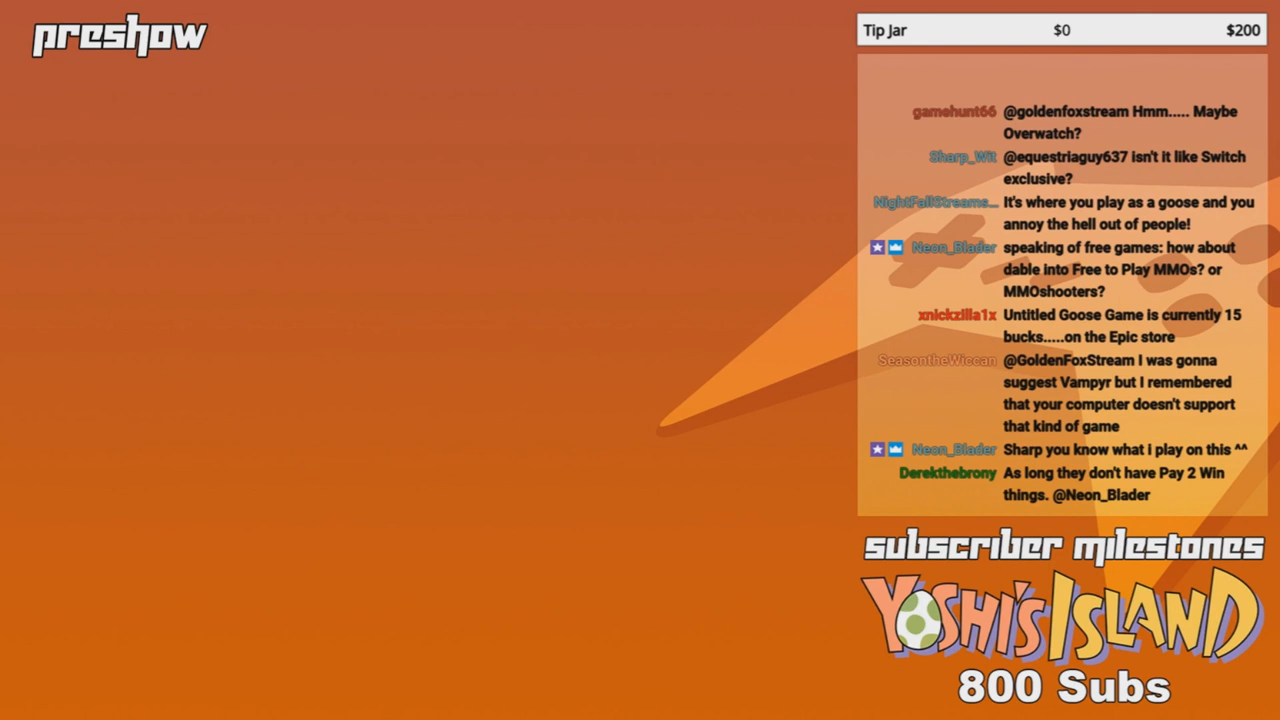 preshow
Tip Jar $0 $200
gamehunt66 @goldenfoxstream Hmm..... Maybe
Overwatch?
Sharp_Wit @equestriaguy637 isn't it like Switch
exclusive?
NightFallStreams... It's where you play as a goose and you
annoy the hell out of people!
Neon_Blader speaking of free games: how about
dable into Free to Play MMOs? or
MMOshooters?
xnickzilla1x Untitled Goose Game is currently 15
bucks.....on the Epic store
SeasontheWiccan @GoldenFoxStream I was gonna
suggest Vampyr but I remembered
that your computer doesn't support
that kind of game
Neon_Blader Sharp you know what i play on this ^^
Derekthebrony As long they don't have Pay 2 Win
things. @Neon_Blader
subscriber milestones
YOSHI'S ISLAND
800 Subs